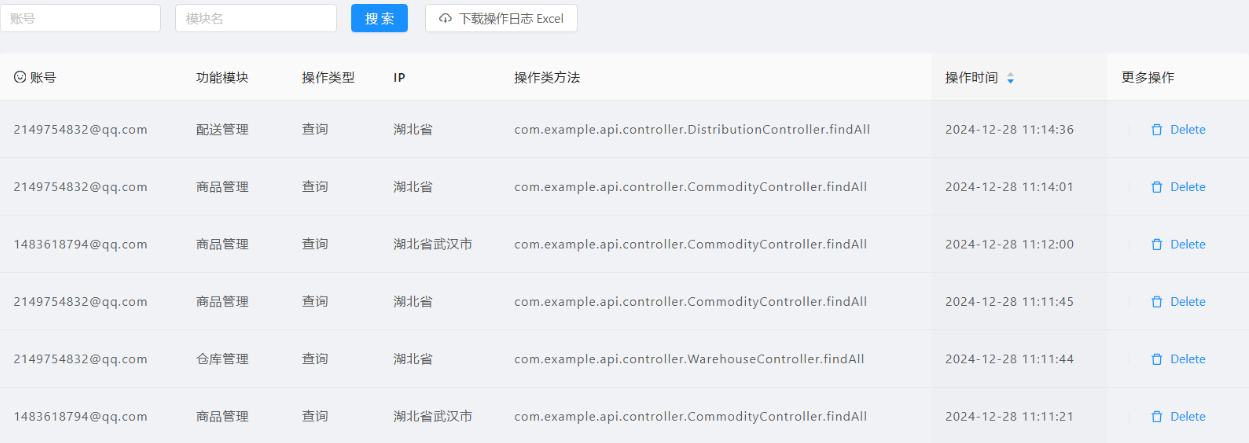 账号 模块名 搜 索 下载操作日志 Excel
账号 功能模块 操作类型 IP 操作类方法 操作时间 更多操作
2149754832@qq.com 配送管理 查询 湖北省 com.example.api.controller.DistributionController.findAll 2024-12-28 11:14:36 Delete
2149754832@qq.com 商品管理 查询 湖北省 com.example.api.controller.CommodityController.findAll 2024-12-28 11:14:01 Delete
1483618794@qq.com 商品管理 查询 湖北省武汉市 com.example.api.controller.CommodityController.findAll 2024-12-28 11:12:00 Delete
2149754832@qq.com 商品管理 查询 湖北省 com.example.api.controller.CommodityController.findAll 2024-12-28 11:11:45 Delete
2149754832@qq.com 仓库管理 查询 湖北省 com.example.api.controller.WarehouseController.findAll 2024-12-28 11:11:44 Delete
1483618794@qq.com 商品管理 查询 湖北省武汉市 com.example.api.controller.CommodityController.findAll 2024-12-28 11:11:21 Delete